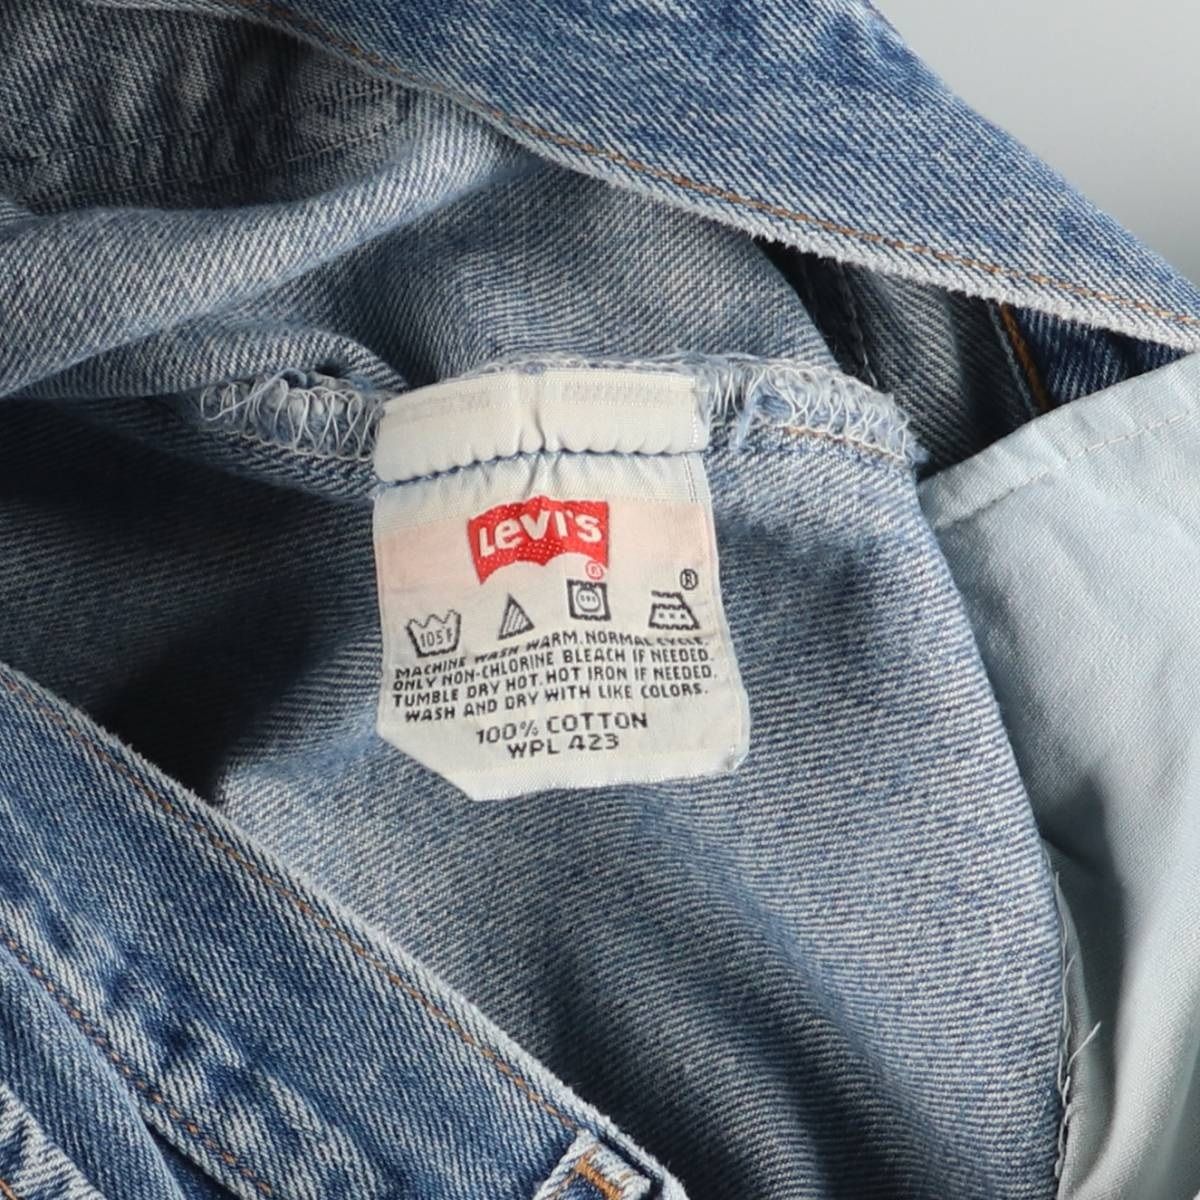 Levi's
®
105F
MACHINE WASH WARM. NORMAL CYCLE.
ONLY NON-CHLORINE BLEACH IF NEEDED.
TUMBLE DRY HOT. HOT IRON IF NEEDED.
WASH AND DRY WITH LIKE COLORS.
100% COTTON
WPL 423